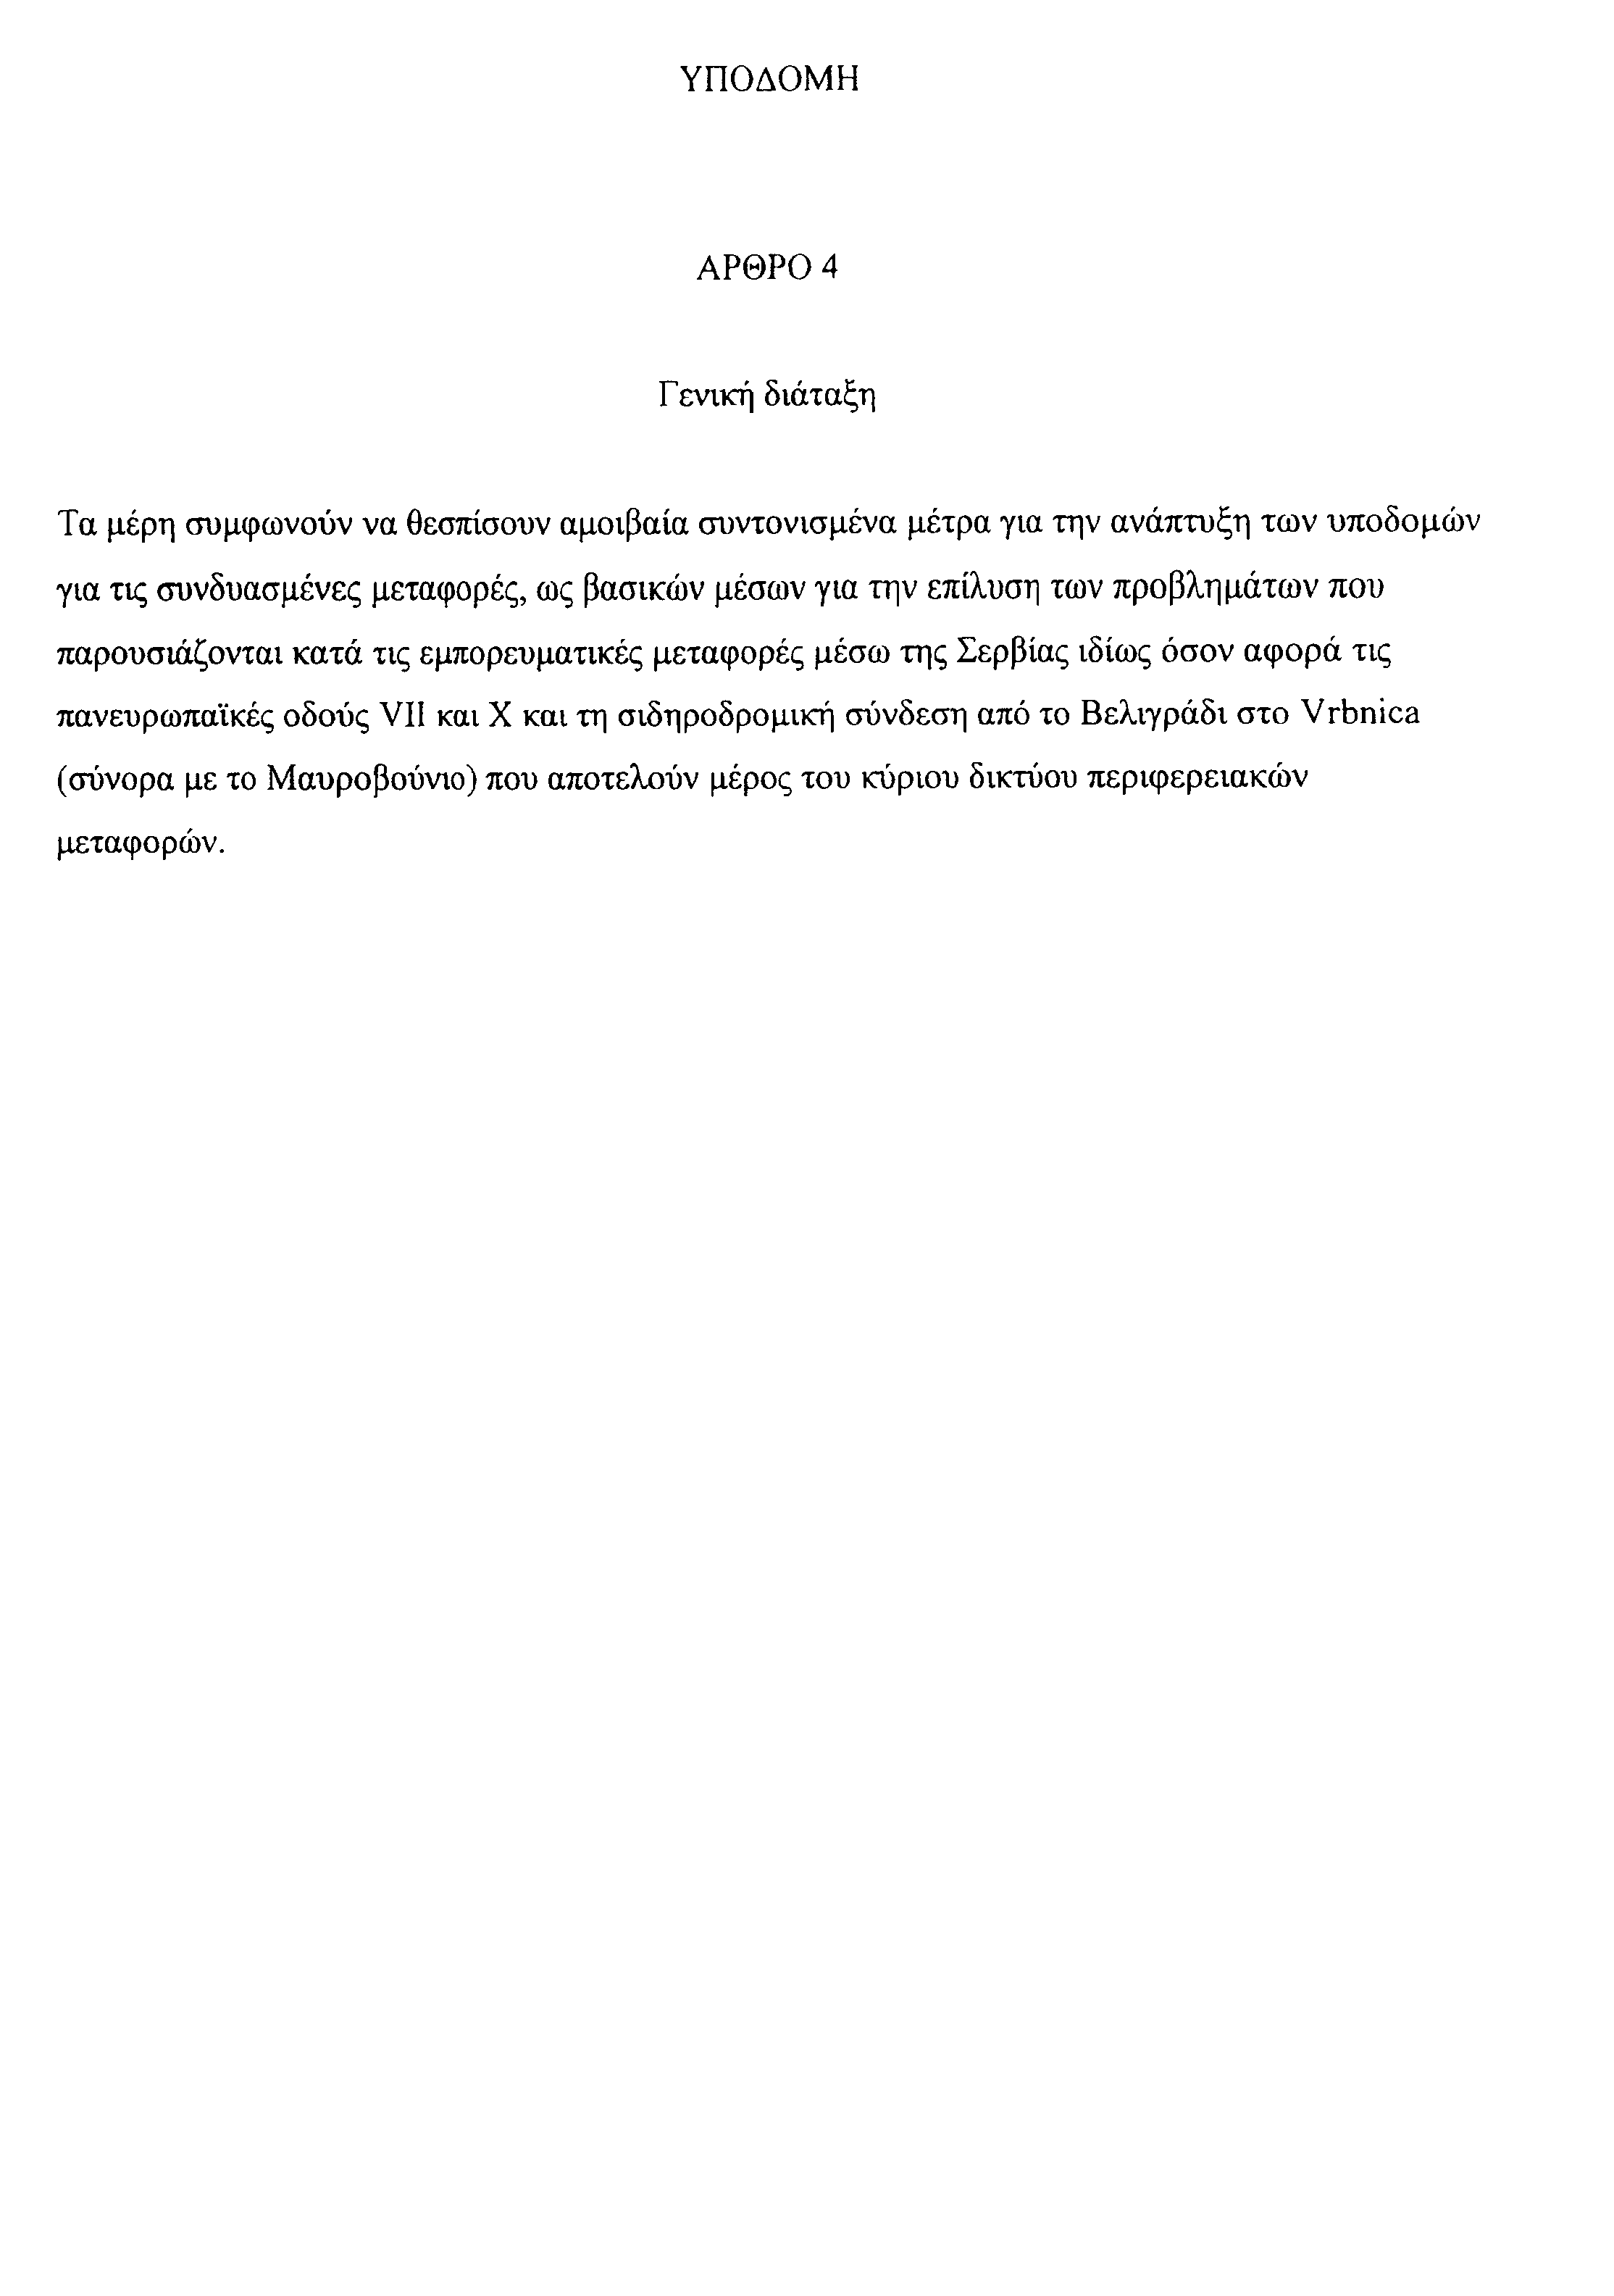 ΥΠΟΔΟΜΗ
ΑΡΘΡΟ 4
Γενική διάταξη
Τα μέρη συμφωνούν να θεσπίσουν αμοιβαία συντονισμένα μέτρα για την ανάπτυξη των υποδομών
για τις συνδυασμένες μεταφορές, ως βασικών μέσων για την επίλυση των προβλημάτων που
παρουσιάζονται κατά τις εμπορευματικές μεταφορές μέσω της Σερβίας ιδίως όσον αφορά τις
πανευρωπαϊκές οδούς VII και X και τη σιδηροδρομική σύνδεση από το Βελιγράδι στο Vrbnica
(σύνορα με το Μαυροβούνιο) που αποτελούν μέρος του κύριου δικτύου περιφερειακών
μεταφορών.